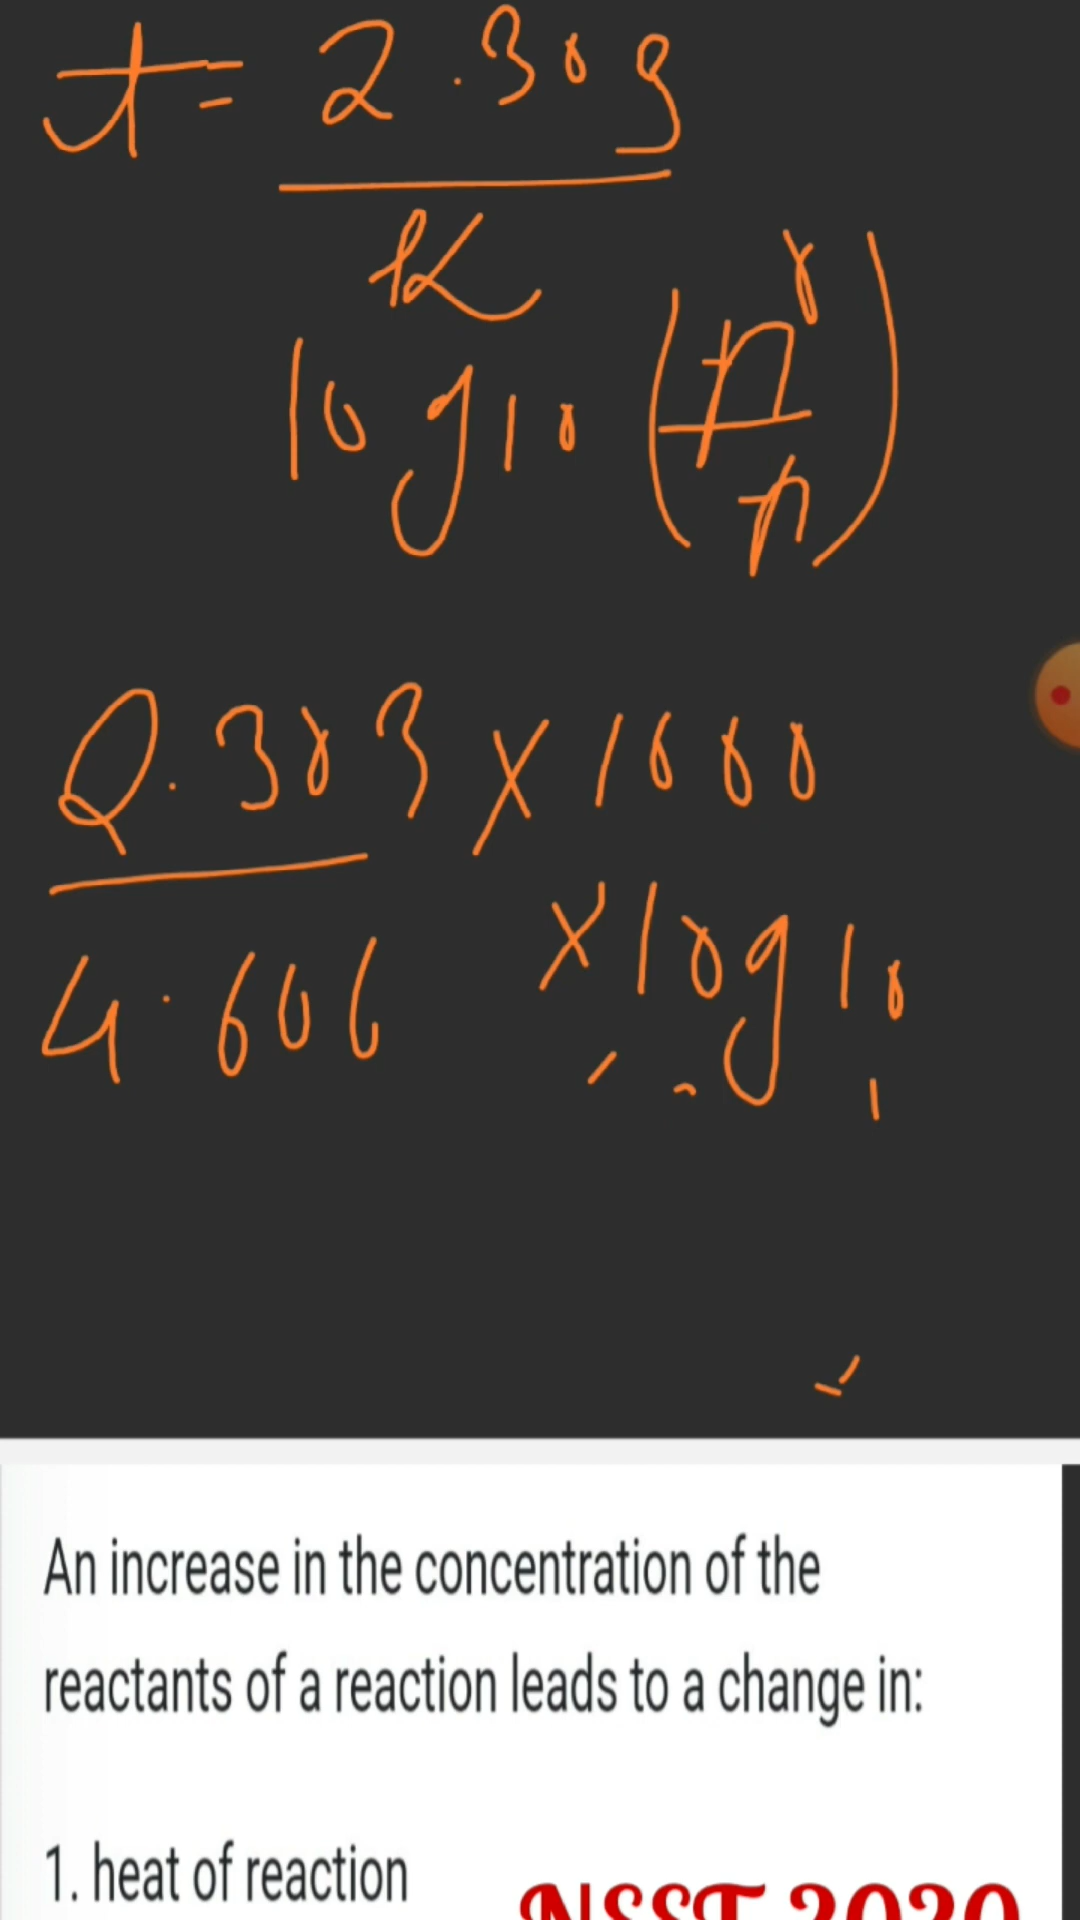 t = 2.303
K
log10 (n°
n)
2.303 × 1000
4.606 × log10
An increase in the concentration of the
reactants of a reaction leads to a change in:
1. heat of reaction
2020